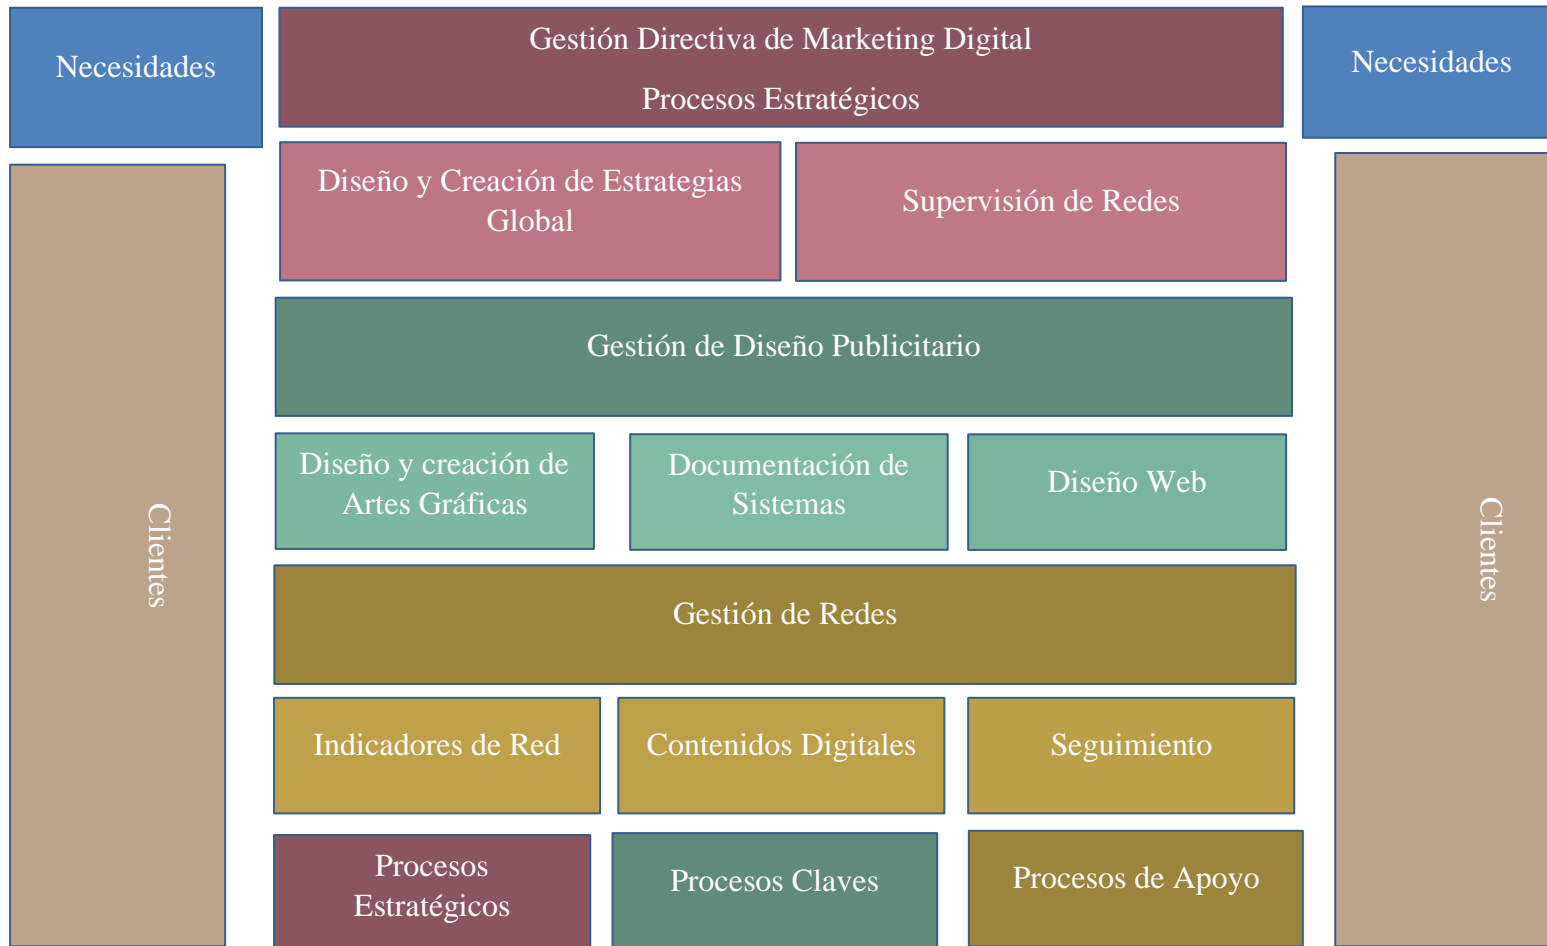 Necesidades
Gestión Directiva de Marketing Digital
Procesos Estratégicos
Necesidades
Diseño y Creación de Estrategias
Global
Supervisión de Redes
Gestión de Diseño Publicitario
Diseño y creación de
Artes Gráficas
Documentación de
Sistemas
Diseño Web
Clientes
Clientes
Gestión de Redes
Indicadores de Red
Contenidos Digitales
Seguimiento
Procesos
Estratégicos
Procesos Claves
Procesos de Apoyo